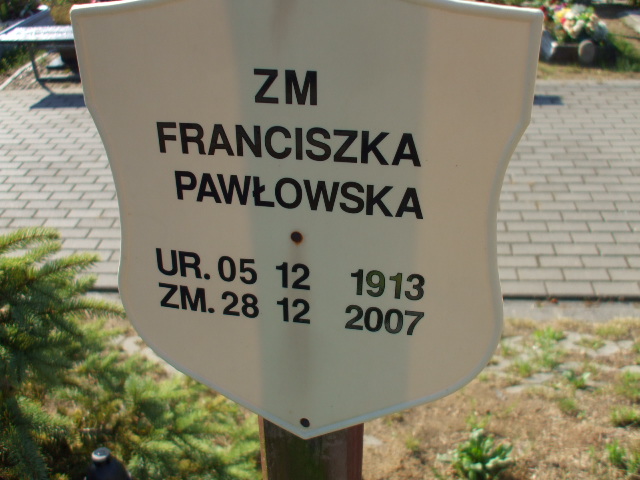 ZM
FRANCISZKA
PAWŁOWSKA
UR. 05 12 1913
ZM. 28 12 2007